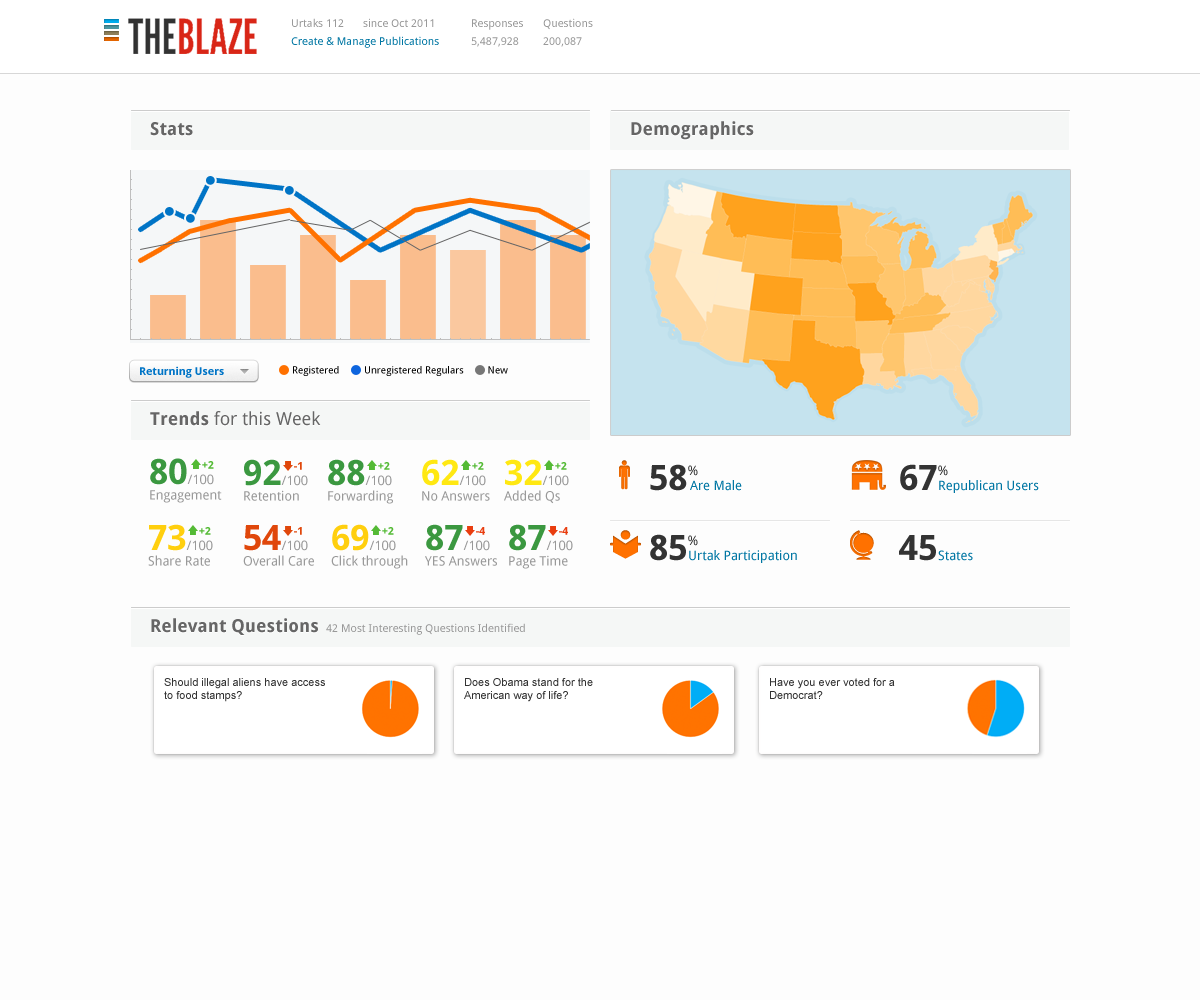 THEBLAZE
Urtaks 112 since Oct 2011
Create & Manage Publications
Responses
5,487,928
Questions
200,087
Stats
Returning Users
Registered Unregistered Regulars New
Trends for this Week
80 +2 /100
Engagement
92 -1 /100
Retention
88 +2 /100
Forwarding
62 +2 /100
No Answers
32 +2 /100
Added Qs
73 +2 /100
Share Rate
54 -1 /100
Overall Care
69 +2 /100
Click through
87 -4 /100
YES Answers
87 -4 /100
Page Time
Demographics
58% Are Male
67% Republican Users
85% Urtak Participation
45 States
Relevant Questions 42 Most Interesting Questions Identified
Should illegal aliens have access
to food stamps?
Does Obama stand for the
American way of life?
Have you ever voted for a
Democrat?